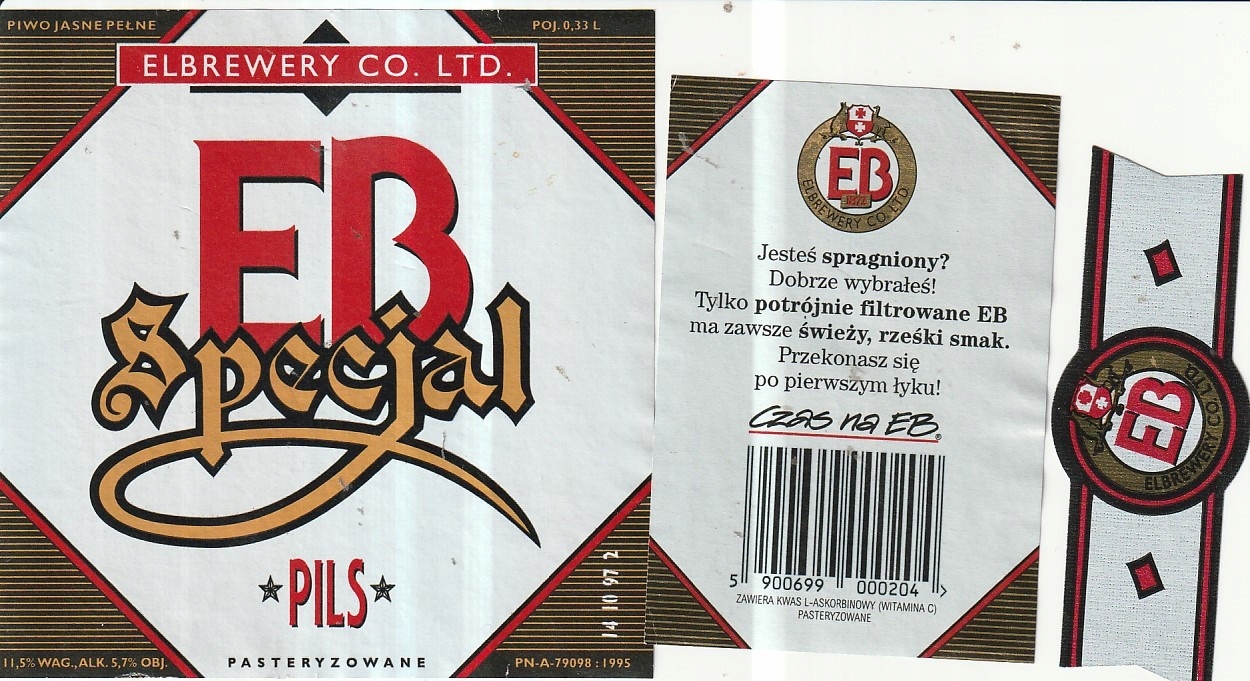 PIWO JASNE PEŁNE
POJ. 0,33 L
ELBREWERY CO. LTD.
EB
Specjal
PILS
14 10 97 2
11,5% WAG., ALK. 5,7% OBJ.
PASTERYZOWANE
PN-A-79098 : 1995
EB
1872
ELBREWERY CO. LTD.
Jesteś spragniony?
Dobrze wybrałeś!
Tylko potrójnie filtrowane EB
ma zawsze świeży, rześki smak.
Przekonasz się
po pierwszym łyku!
Czas na EB®
5 900699 000204 >
ZAWIERA KWAS L-ASKORBINOWY (WITAMINA C)
PASTERYZOWANE
EB
ELBREWERY CO. LTD.